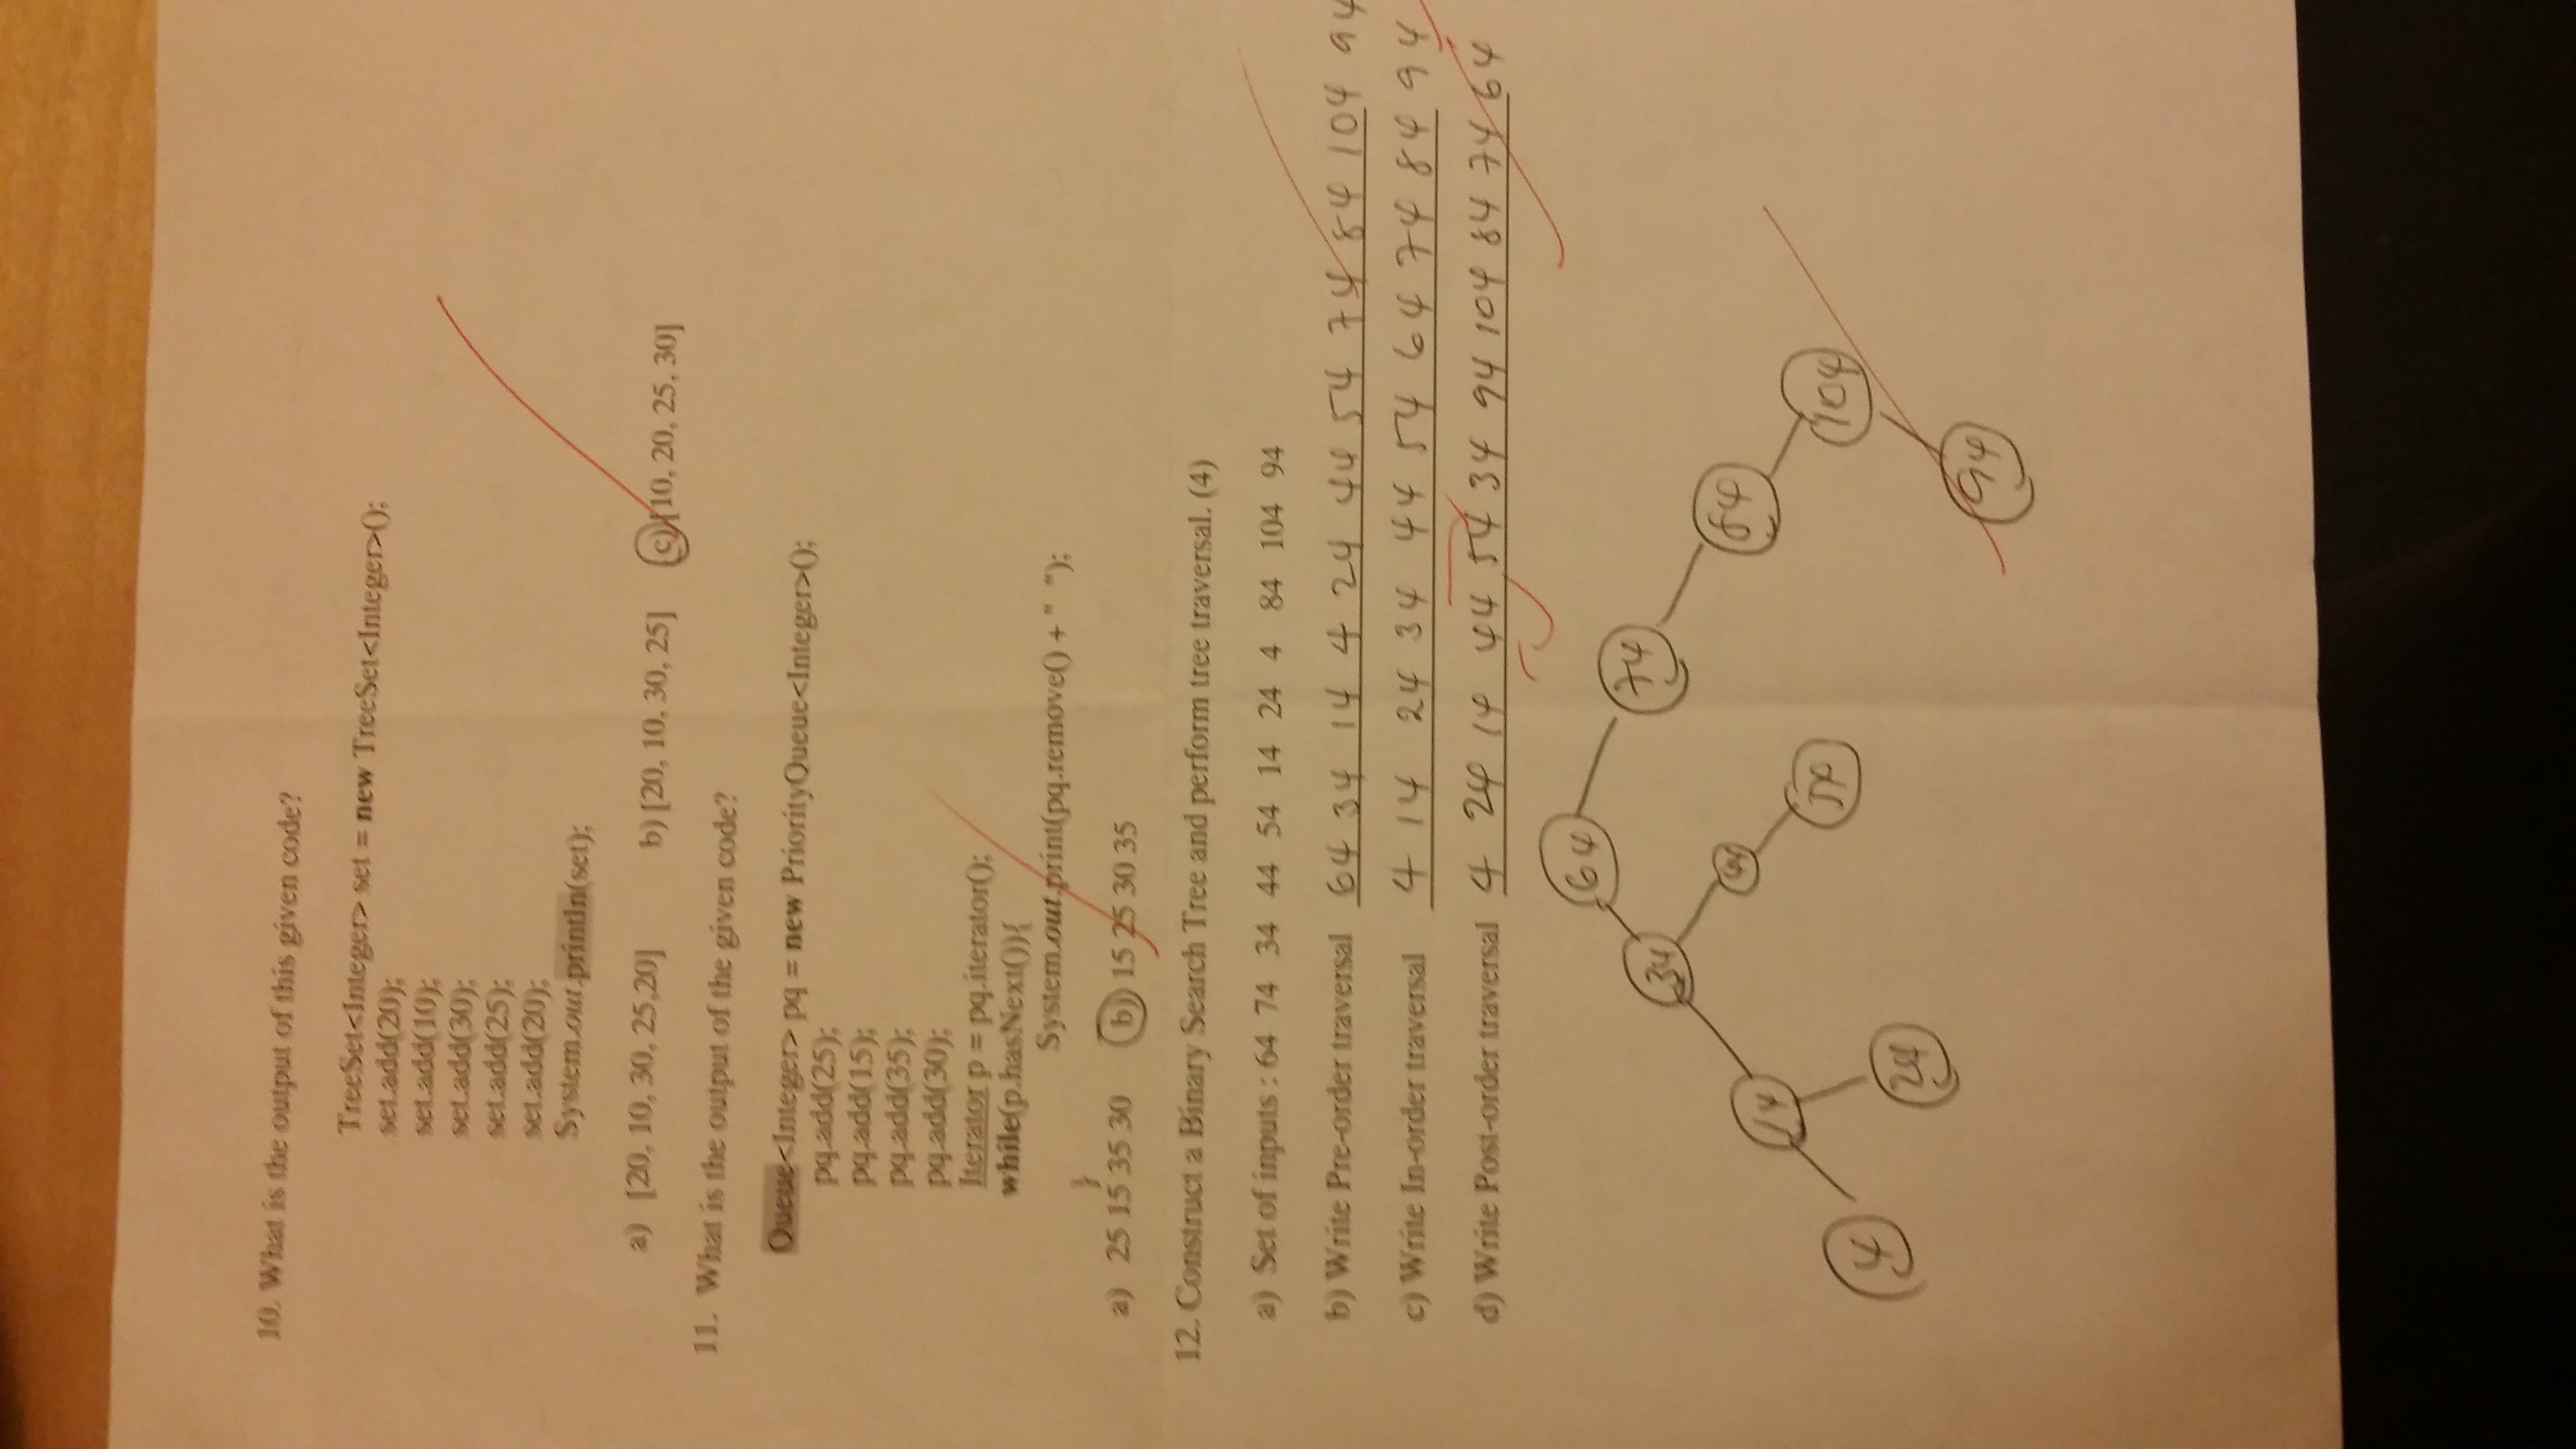 10. What is the output of this given code?
TreeSet<Integer> set = new TreeSet<Integer>();
set.add(20);
set.add(10);
set.add(30);
set.add(25);
set.add(20);
System.out.println(set);
a) [20, 10, 30, 25,20] b) [20, 10, 30, 25] c) [10, 20, 25, 30]
11. What is the output of the given code?
Queue<Integer> pq = new PriorityQueue<Integer>();
pq.add(25);
pq.add(15);
pq.add(35);
pq.add(30);
Iterator p = pq.iterator();
while(p.hasNext()){
System.out.print(pq.remove() + " ");
}
a) 25 15 35 30 b) 15 25 30 35
12. Construct a Binary Search Tree and perform tree traversal. (4)
a) Set of inputs : 64 74 34 44 54 14 24 4 84 104 94
b) Write Pre-order traversal 64 34 14 4 24 44 54 74 84 104 94
c) Write In-order traversal 4 14 24 34 44 54 64 74 84 94
d) Write Post-order traversal 4 24 14 44 54 34 94 104 84 74 64
64
74
34
44
84
14
54
104
4
24
94